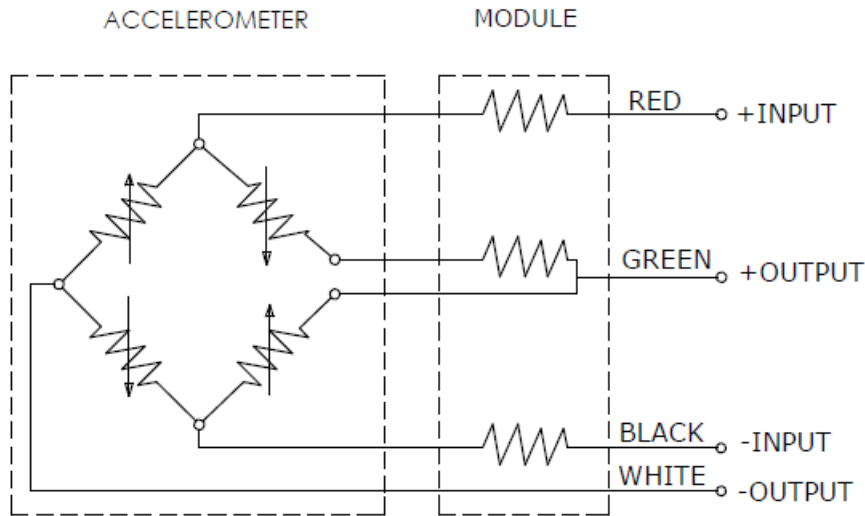 ACCELEROMETER
MODULE
RED
+INPUT
GREEN
+OUTPUT
BLACK
-INPUT
WHITE
-OUTPUT